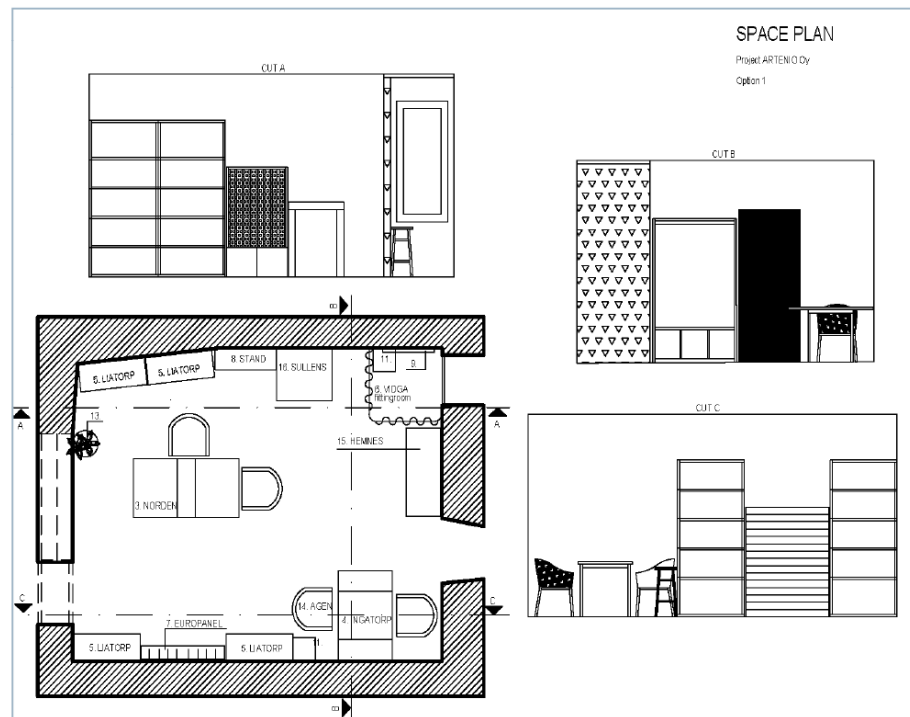 SPACE PLAN
Project ARTENIO Oy
Option 1
CUT A
CUT B
B
8. STAND
16. SULLENS
11.
9.
5. LIATORP
5. LIATORP
6. VIDGA
fittingroom
A
A
13.
15. HEMNES
CUT C
3. NORDEN
C
C
14. AGEN
4. INGATORP
7. EUROPANEL
5. LIATORP
5. LIATORP
11.
B